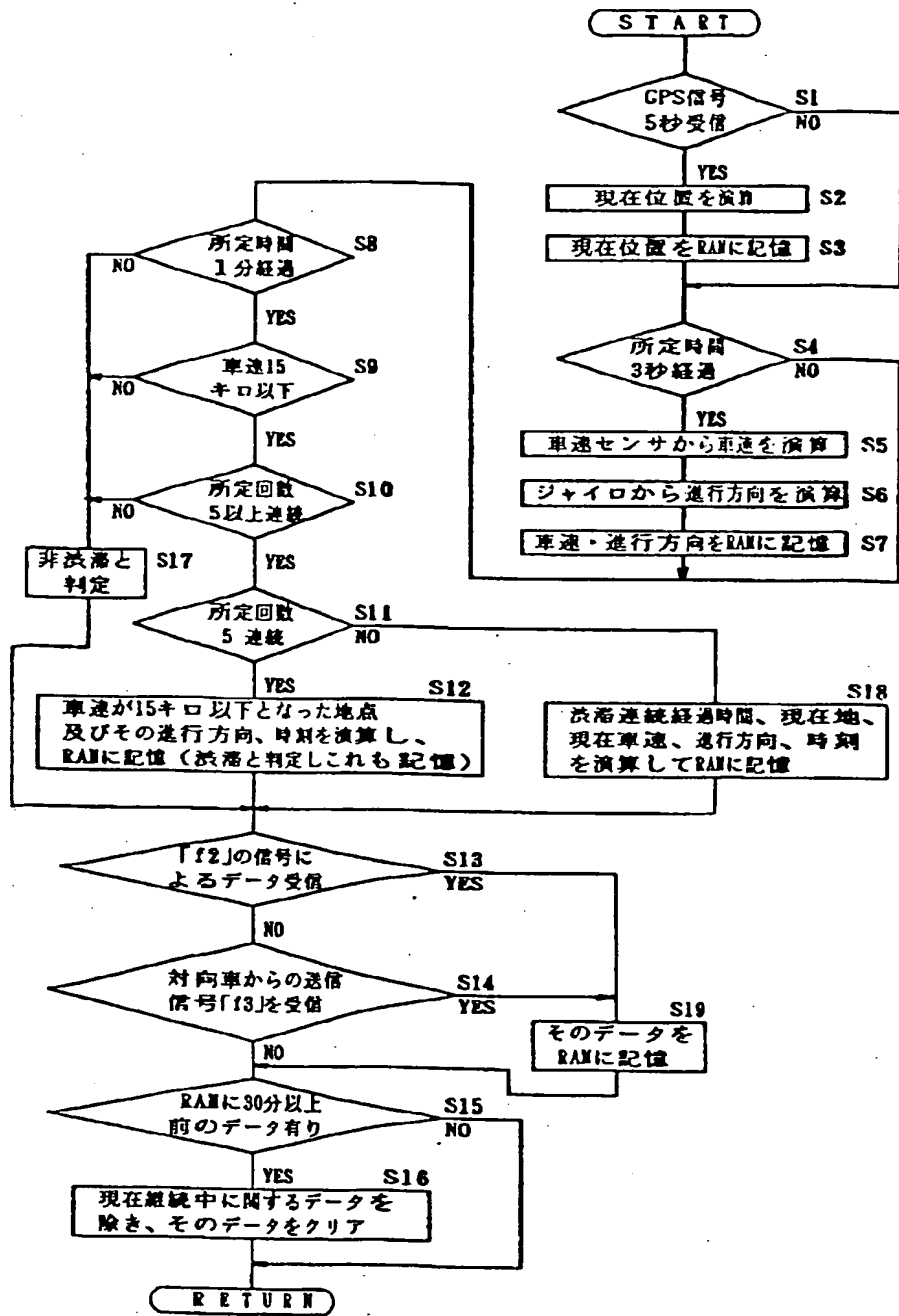 START
GPS信号
5秒受信
S1
NO
YES
現在位置を演算
S2
現在位置をRAMに記憶
S3
所定時間
3秒経過
S4
NO
YES
車速センサから車速を演算
S5
ジャイロから進行方向を演算
S6
車速・進行方向をRAMに記憶
S7
所定時間
1分経過
S8
NO
YES
車速15
キロ以下
S9
NO
YES
所定回数
5以上連続
S10
NO
YES
非渋滞と
判定
S17
所定回数
5 連続
S11
NO
YES
S12
車速が15キロ以下となった地点
及びその進行方向、時刻を演算し、
RAMに記憶（渋滞と判定しこれも記憶）
S18
渋滞連続経過時間、現在地、
現在車速、進行方向、時刻
を演算してRAMに記憶
「f2」の信号に
よるデータ受信
S13
YES
NO
対向車からの送信
信号「f3」を受信
S14
YES
NO
S19
そのデータを
RAMに記憶
RAMに30分以上
前のデータ有り
S15
NO
YES
S16
現在継続中に関するデータを
除き、そのデータをクリア
RETURN